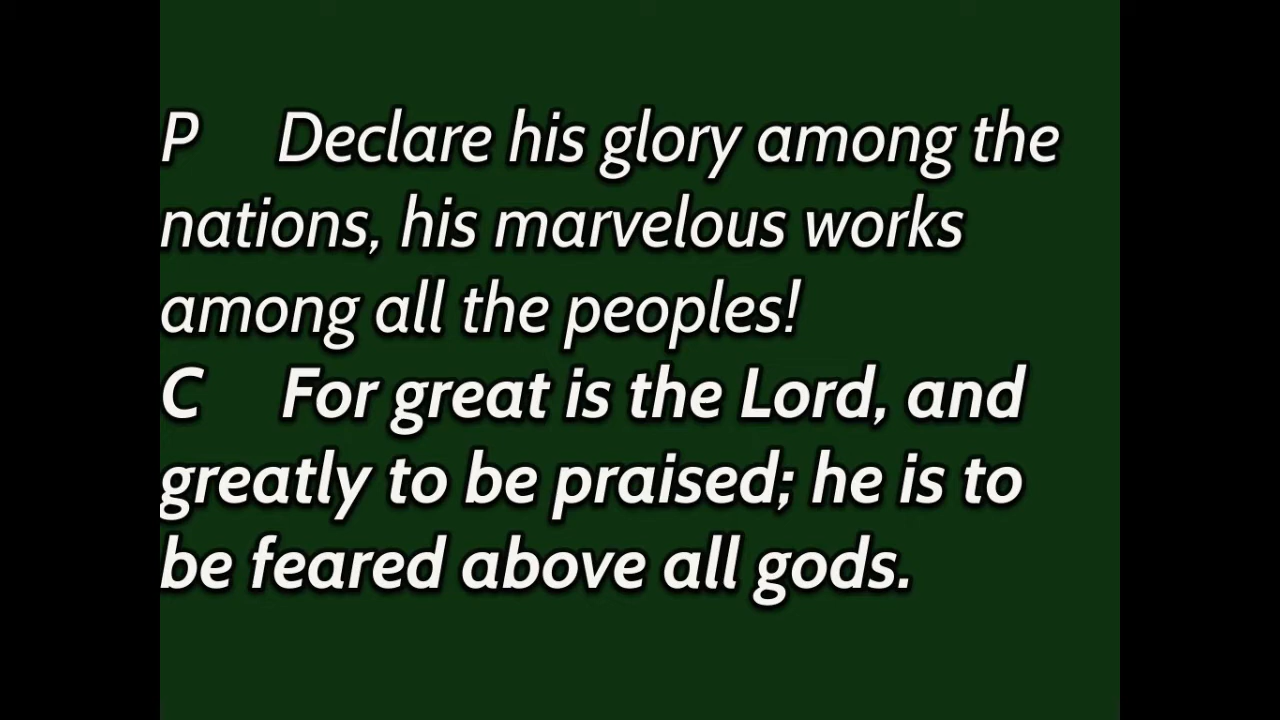 P Declare his glory among the
nations, his marvelous works
among all the peoples!
C For great is the Lord, and
greatly to be praised; he is to
be feared above all gods.